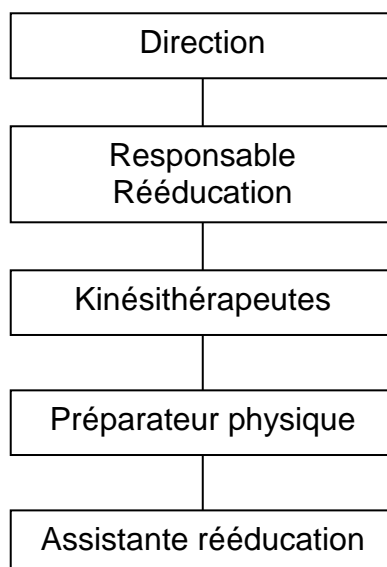 Direction
Responsable
Rééducation
Kinésithérapeutes
Préparateur physique
Assistante rééducation